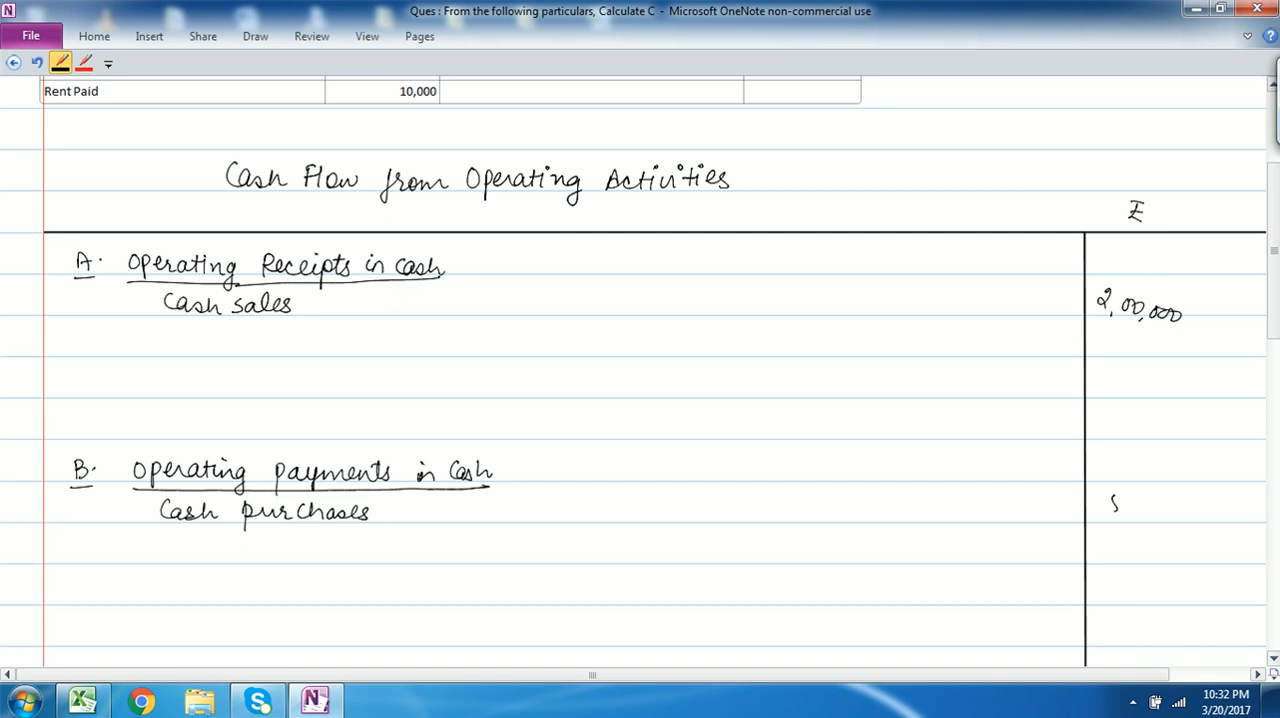 Ques : From the following particulars, Calculate C - Microsoft OneNote non-commercial use
File Home Insert Share Draw Review View Pages
Rent Paid 10,000
Cash Flow from Operating Activities
₹
A. Operating Receipts in cash
Cash sales 2,00,000
B. Operating payments in cash
Cash purchases
10:32 PM
3/20/2017